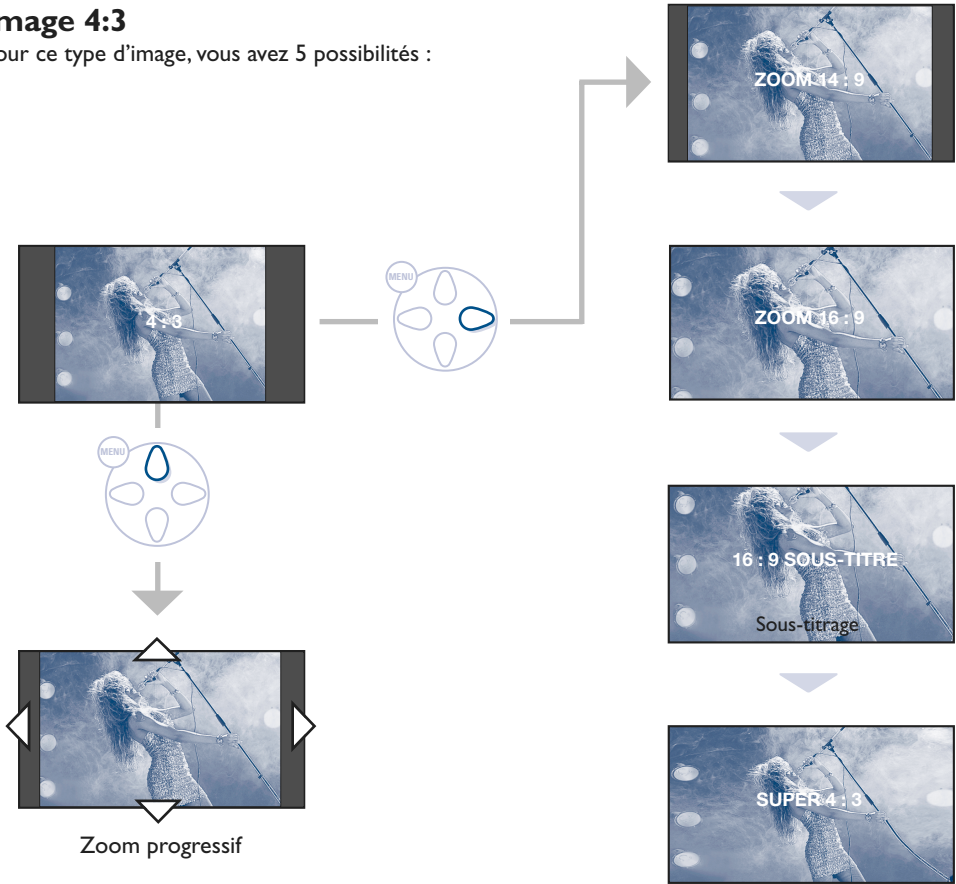 mage 4:3
our ce type d'image, vous avez 5 possibilités :
ZOOM 14 : 9
4 : 3
MENU
ZOOM 16 : 9
MENU
16 : 9 SOUS-TITRE
Sous-titrage
Zoom progressif
SUPER 4 : 3